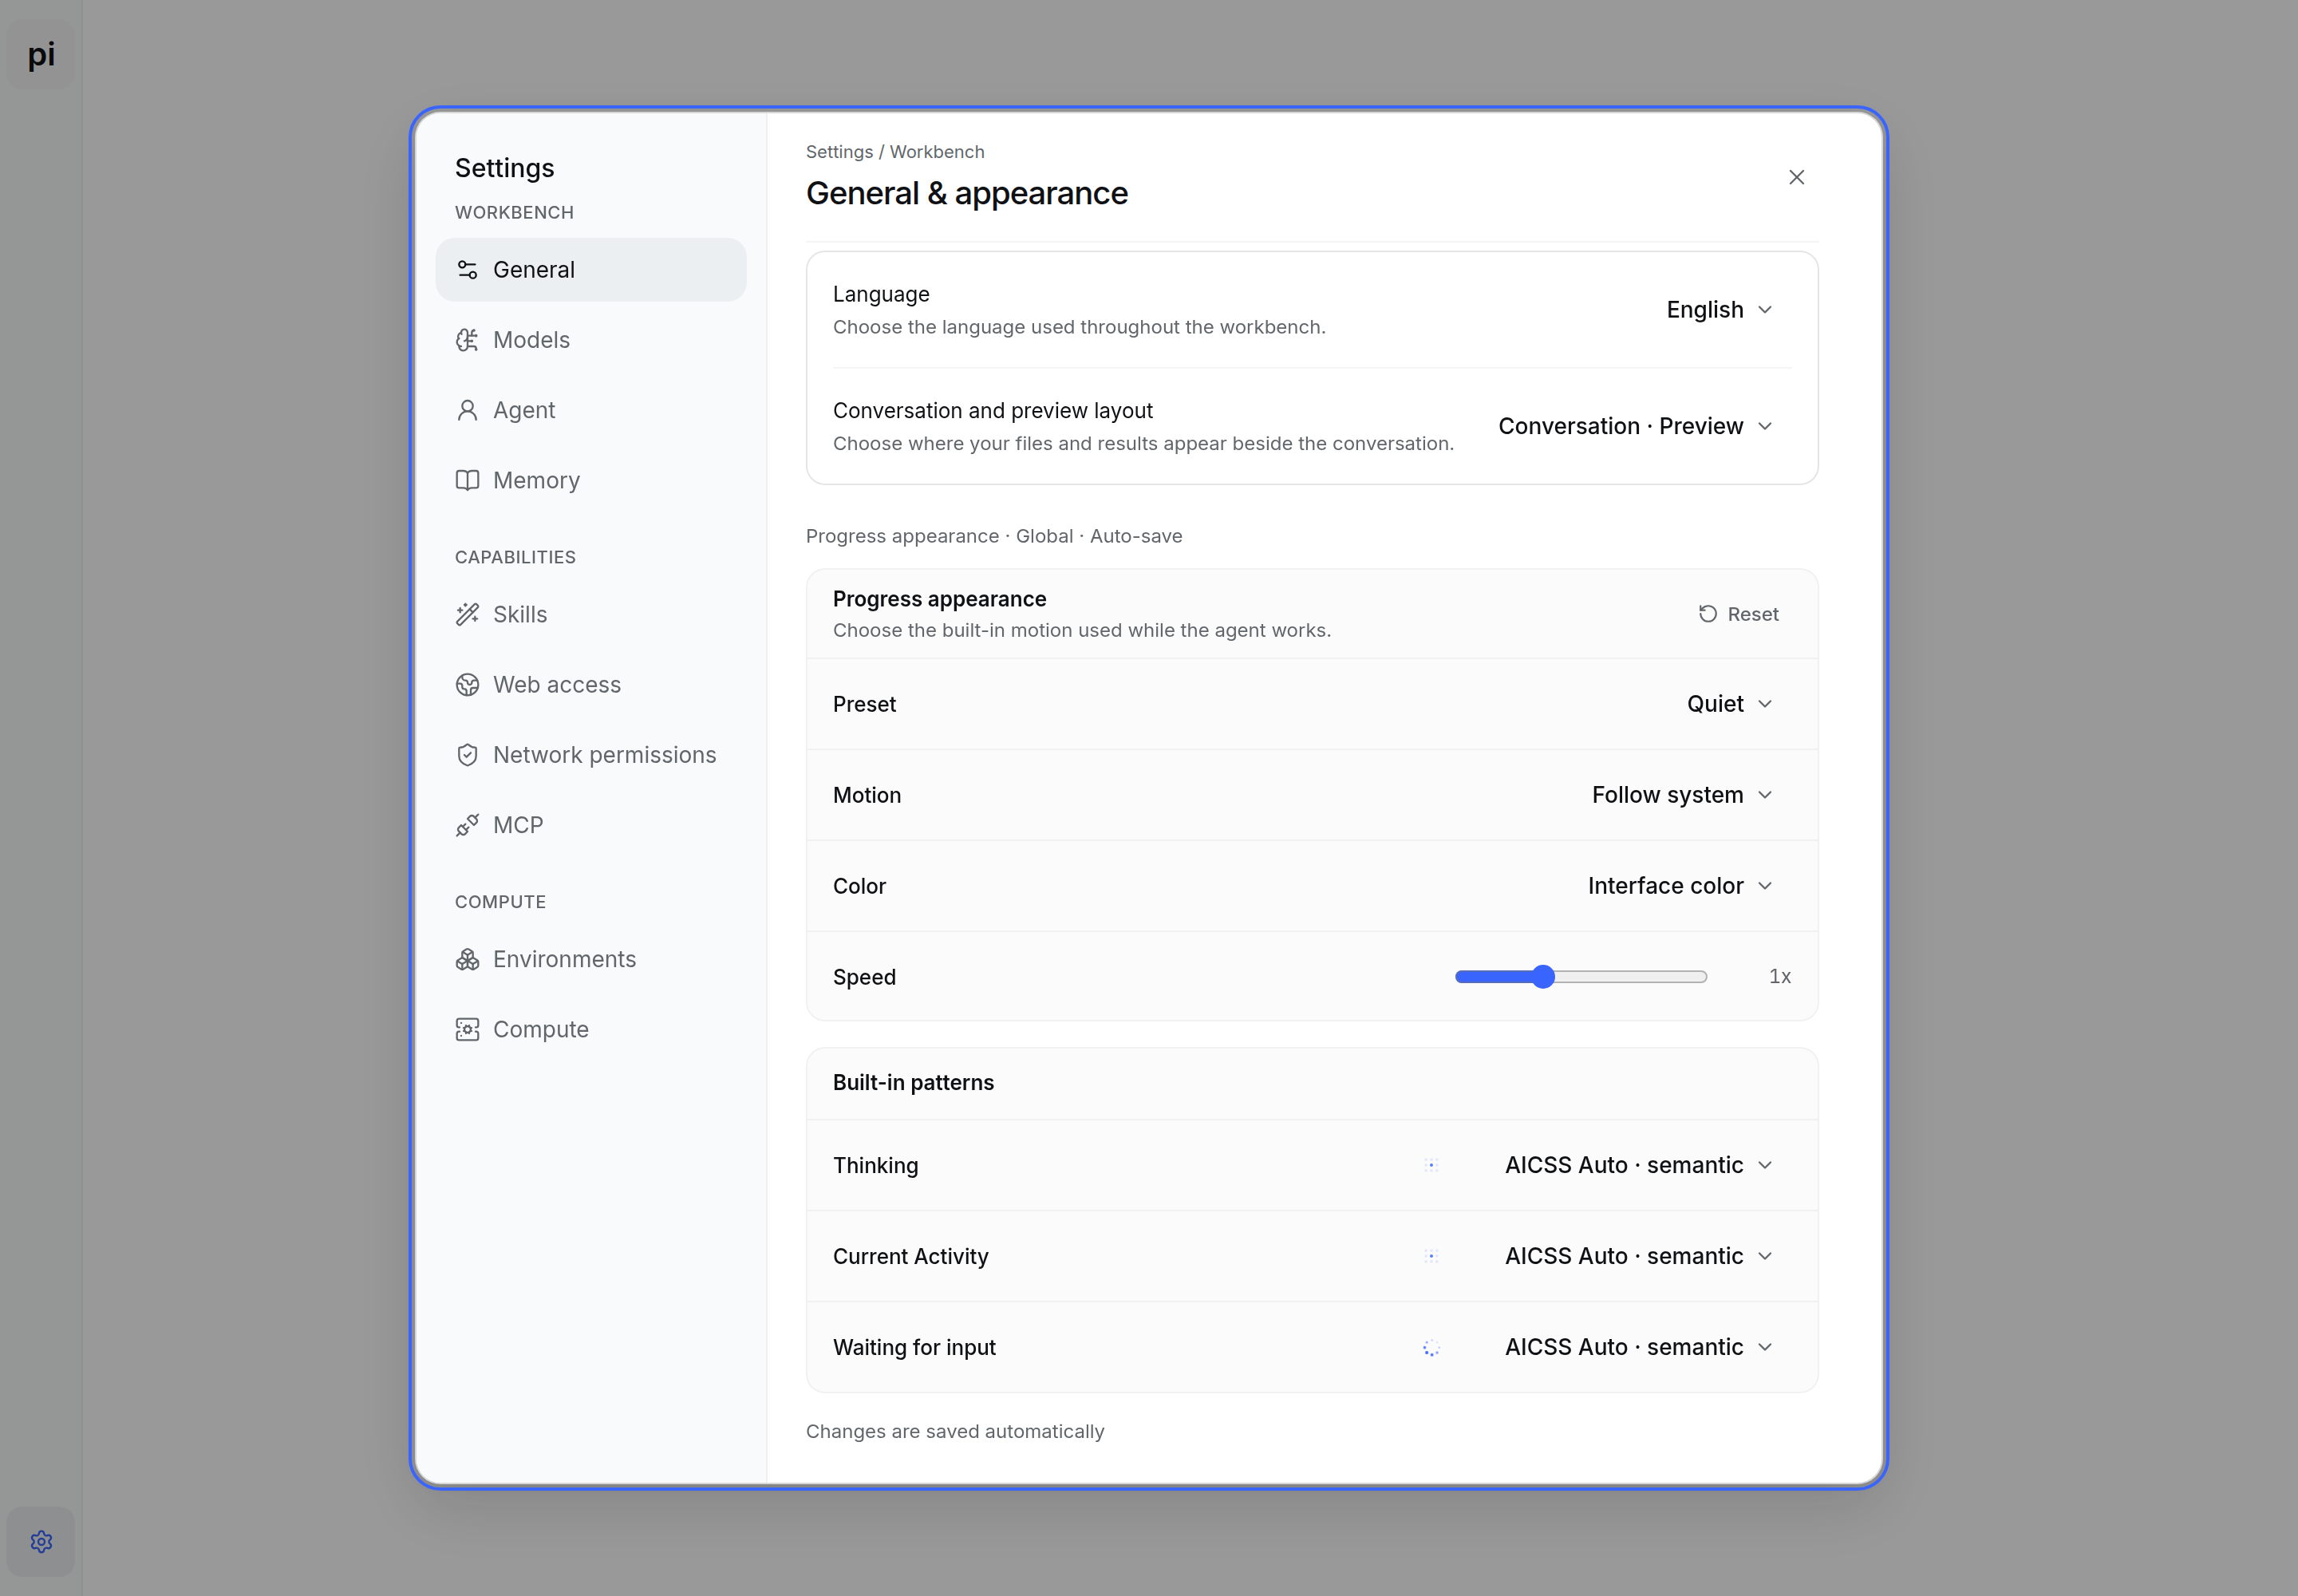 pi
Settings
WORKBENCH
General
Models
Agent
Memory
CAPABILITIES
Skills
Web access
Network permissions
MCP
COMPUTE
Environments
Compute
Settings / Workbench
General & appearance
Language
Choose the language used throughout the workbench.
English
Conversation and preview layout
Choose where your files and results appear beside the conversation.
Conversation · Preview
Progress appearance · Global · Auto-save
Progress appearance
Choose the built-in motion used while the agent works.
Reset
Preset
Quiet
Motion
Follow system
Color
Interface color
Speed
1x
Built-in patterns
Thinking
AICSS Auto · semantic
Current Activity
AICSS Auto · semantic
Waiting for input
AICSS Auto · semantic
Changes are saved automatically